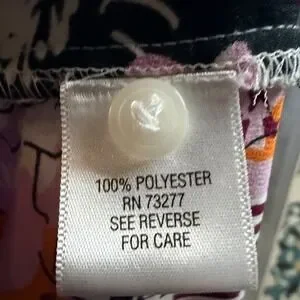 100% POLYESTER
RN 73277
SEE REVERSE
FOR CARE